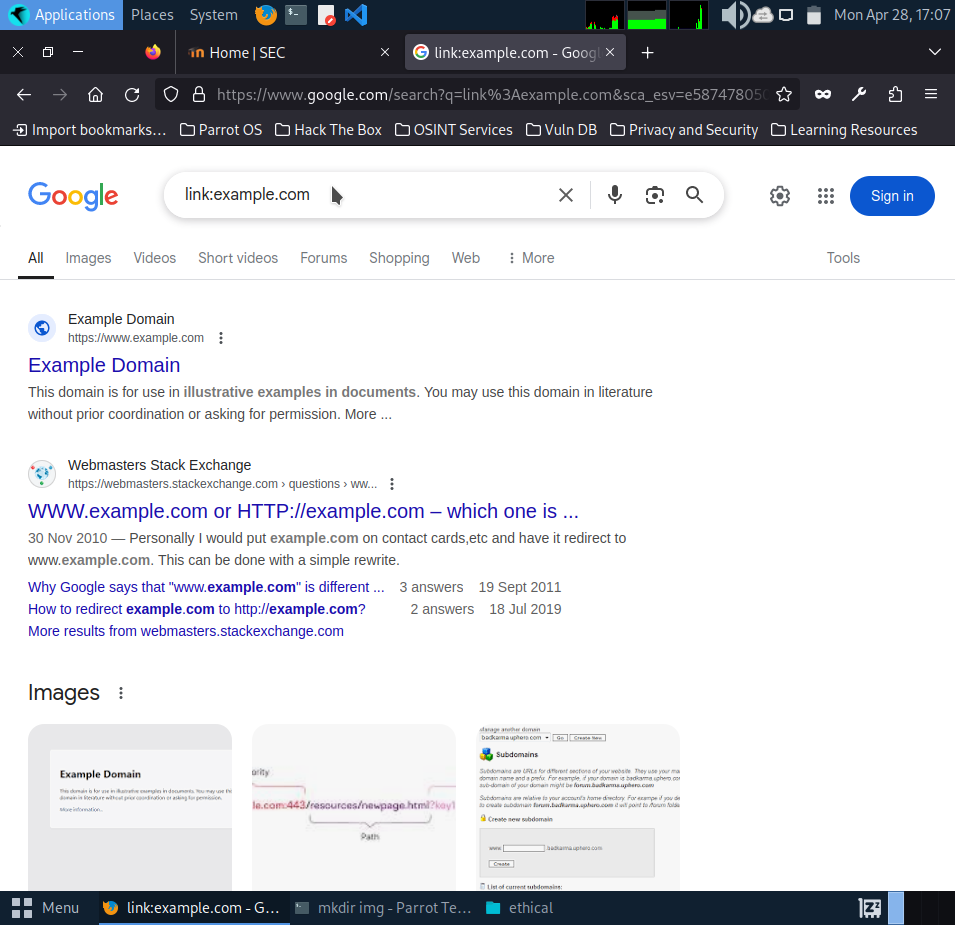 Applications Places System Mon Apr 28, 17:07
Home | SEC link:example.com - Googl
https://www.google.com/search?q=link%3Aexample.com&sca_esv=e58747805
Import bookmarks… Parrot OS Hack The Box OSINT Services Vuln DB Privacy and Security Learning Resources
Google link:example.com Sign in
All Images Videos Short videos Forums Shopping Web More Tools
Example Domain
https://www.example.com
Example Domain
This domain is for use in illustrative examples in documents. You may use this domain in literature
without prior coordination or asking for permission. More ...
Webmasters Stack Exchange
https://webmasters.stackexchange.com › questions › ww...
WWW.example.com or HTTP://example.com – which one is ...
30 Nov 2010 — Personally I would put example.com on contact cards,etc and have it redirect to
www.example.com. This can be done with a simple rewrite.
Why Google says that "www.example.com" is different ... 3 answers 19 Sept 2011
How to redirect example.com to http://example.com? 2 answers 18 Jul 2019
More results from webmasters.stackexchange.com
Images
Example Domain
This domain is for use in illustrative examples in documents. You may use this
domain in literature without prior coordination or asking for permission.
More information...
ority
le.com:443/resources/newpage.html?key1
Path
Manage another domain
badkarma.uphero.com Go Create New
Subdomains
Subdomains are URLs for different sections of your website. They use your ma
domain name and a prefix. For example, if your domain is badkarma.uphero.com
sub-domain of your domain might be forum.badkarma.uphero.com
Subdomains are relative to your account's home directory. For example if you de
to create subdomain forum.badkarma.uphero.com it will point to /forum folde
Create new subdomain
www. badkarma.uphero.com
Create
List of current subdomains:
Menu link:example.com - G... mkdir img - Parrot Te... ethical